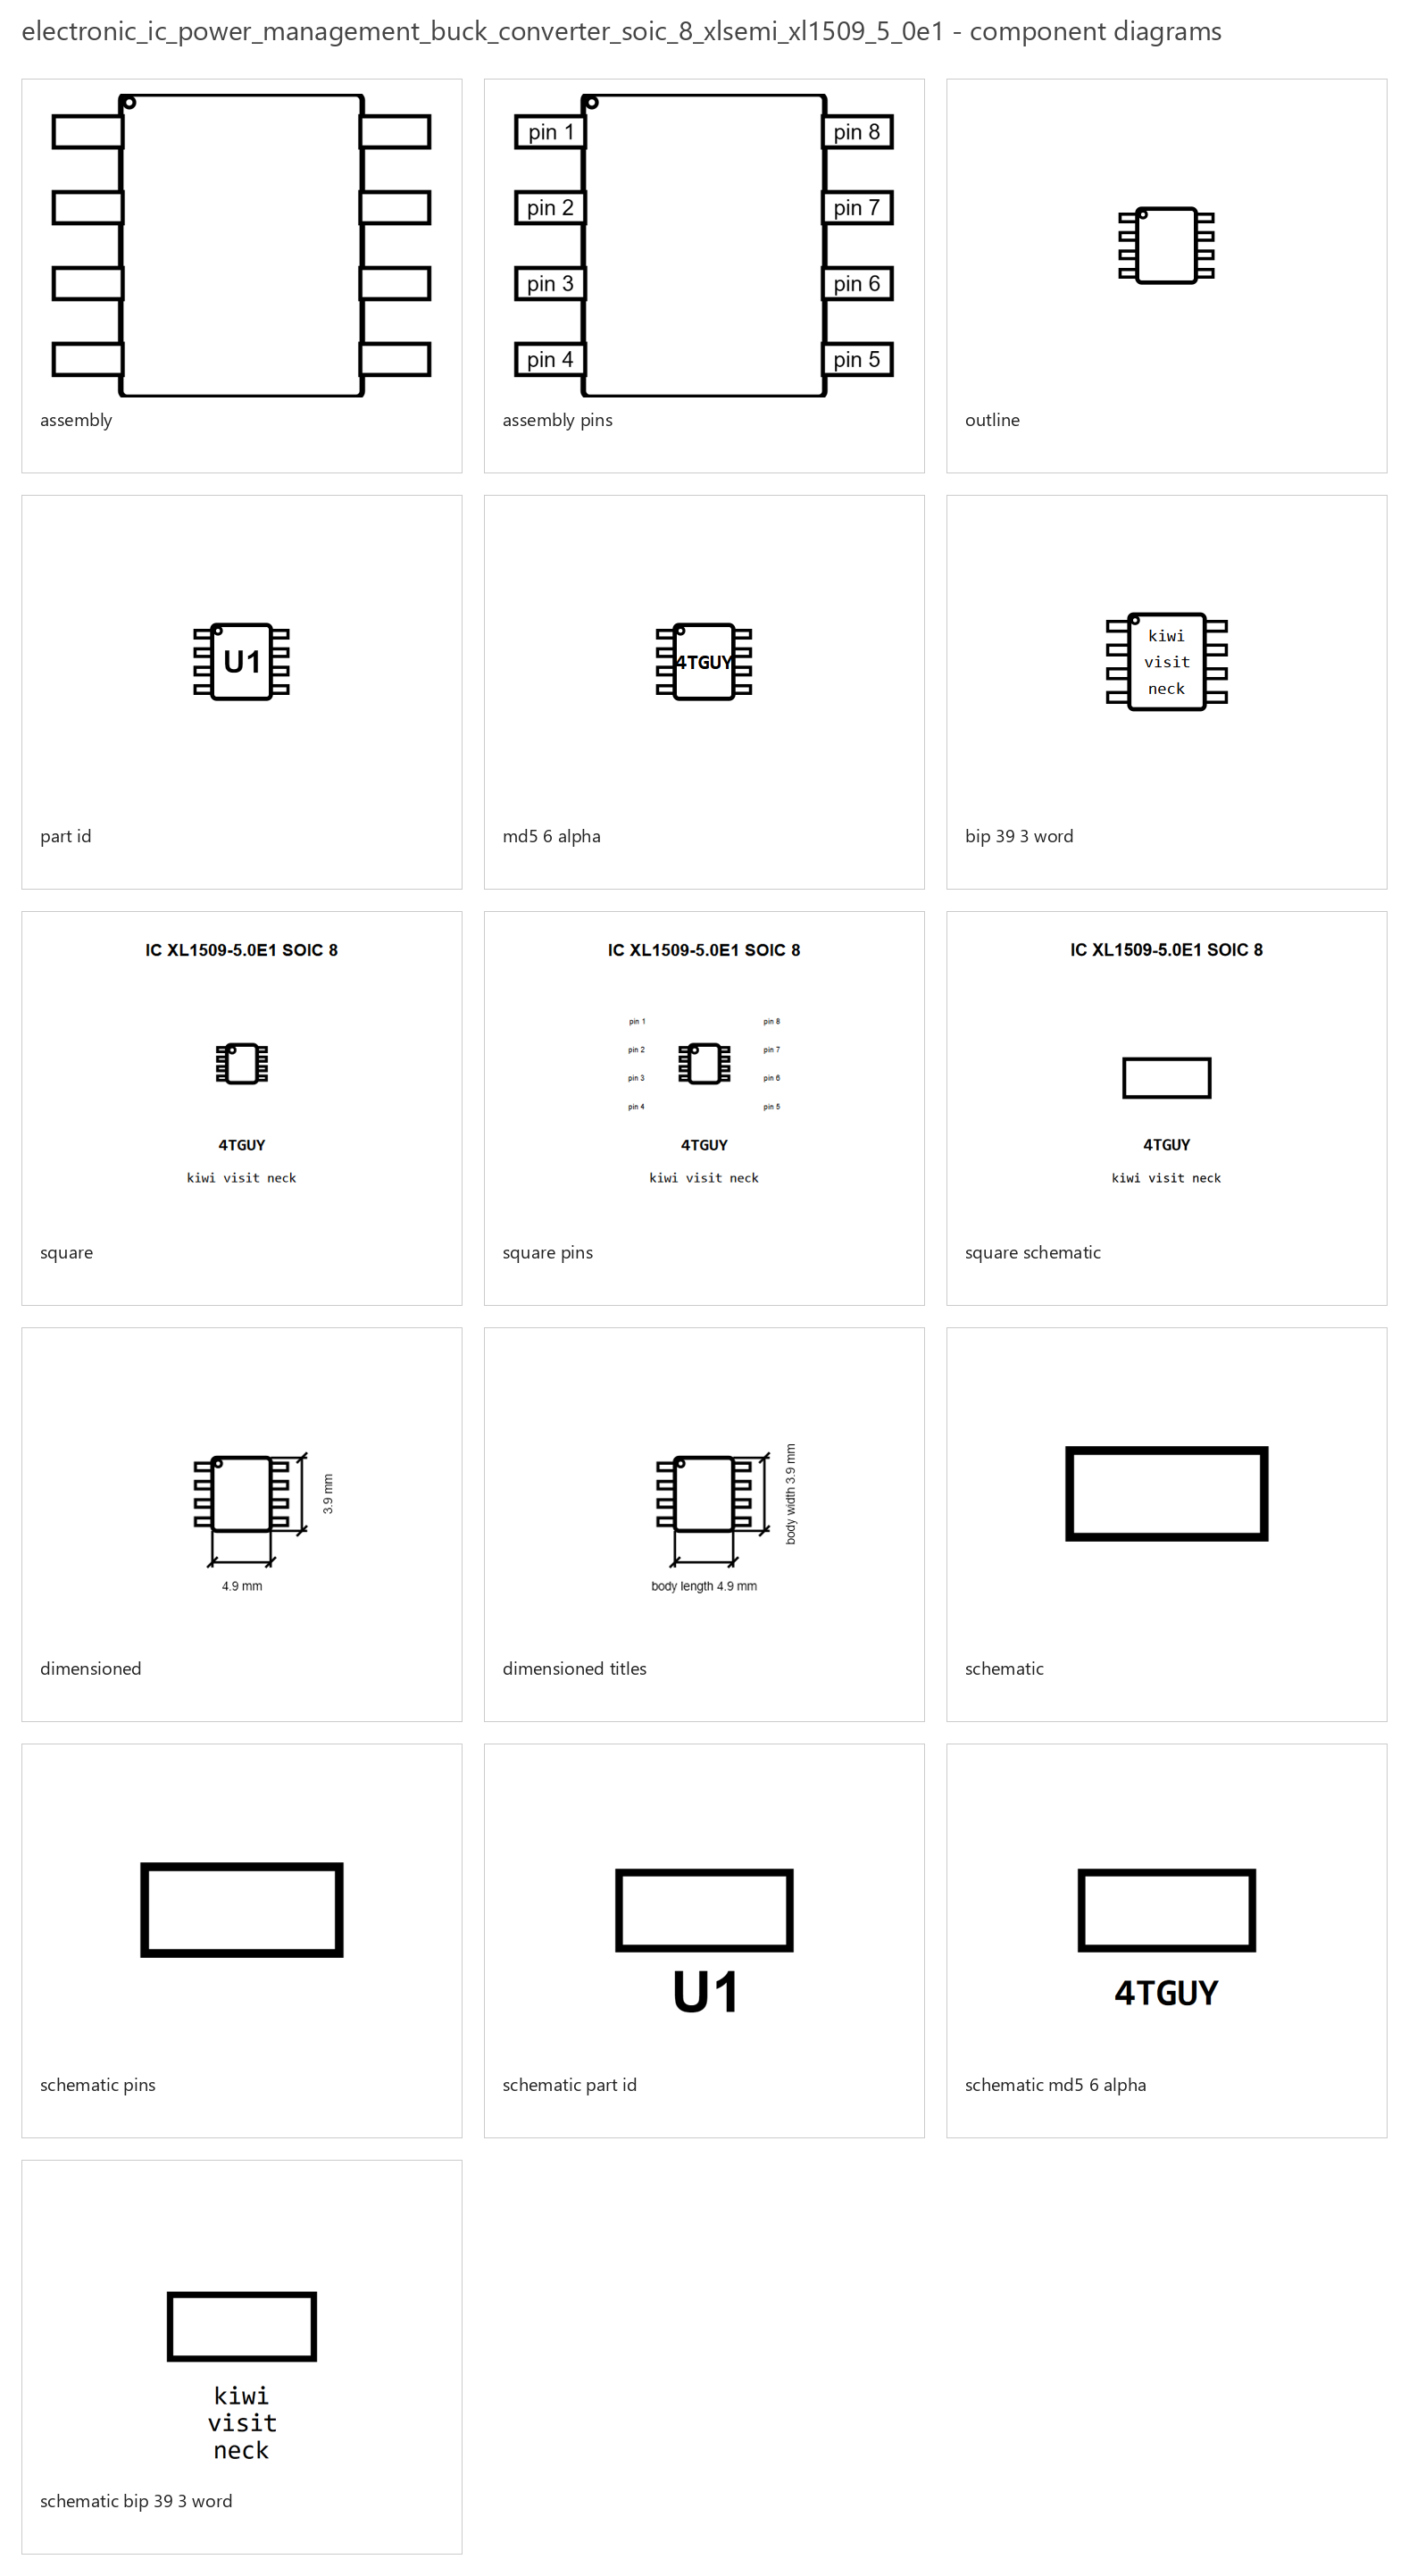 electronic_ic_power_management_buck_converter_soic_8_xlsemi_xl1509_5_0e1 - component diagrams
pin 1
pin 8
pin 2
pin 7
pin 3
pin 6
pin 4
pin 5
assembly
assembly pins
outline
U1
4TGUY
kiwi
visit
neck
part id
md5 6 alpha
bip 39 3 word
IC XL1509-5.0E1 SOIC 8
4TGUY
kiwi visit neck
square
IC XL1509-5.0E1 SOIC 8
pin 1
pin 8
pin 2
pin 7
pin 3
pin 6
pin 4
pin 5
4TGUY
kiwi visit neck
square pins
IC XL1509-5.0E1 SOIC 8
4TGUY
kiwi visit neck
square schematic
3.9 mm
4.9 mm
dimensioned
body width 3.9 mm
body length 4.9 mm
dimensioned titles
schematic
schematic pins
U1
schematic part id
4TGUY
schematic md5 6 alpha
kiwi
visit
neck
schematic bip 39 3 word